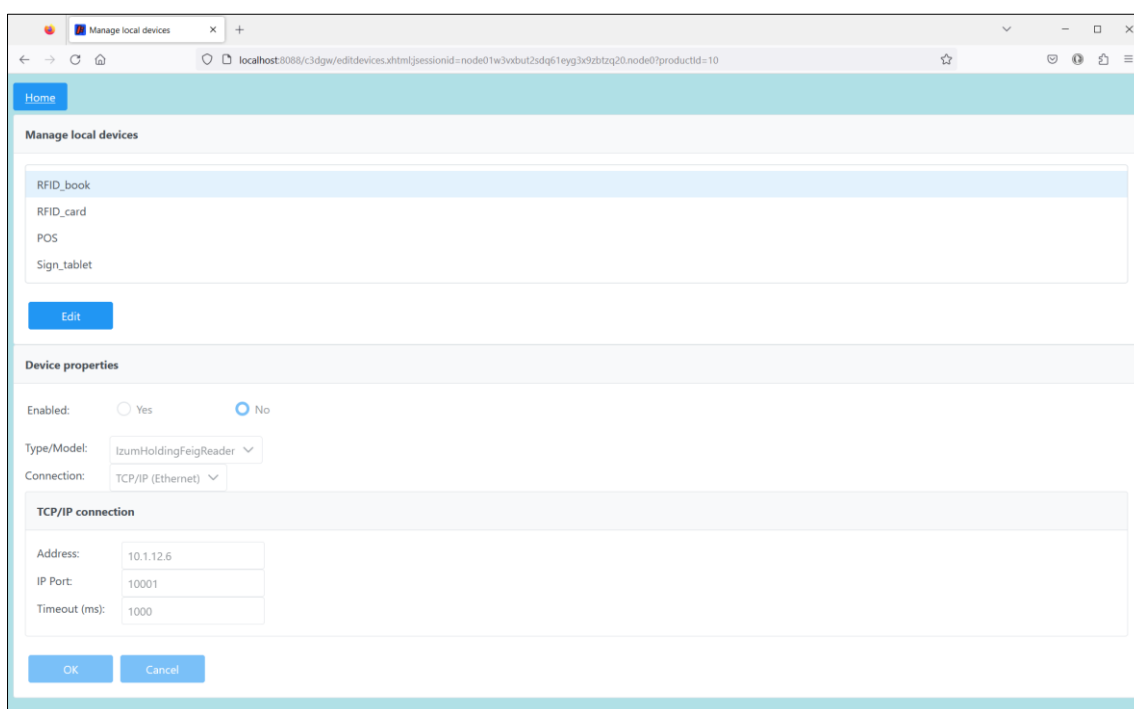 Manage local devices
localhost:8088/c3dgw/editdevices.xhtml;jsessionid=node01w3vxbut2sdq61eyg3x9zbtzq20.node0?productId=10
Home
Manage local devices
RFID_book
RFID_card
POS
Sign_tablet
Edit
Device properties
Enabled: Yes No
Type/Model: IzumHoldingFeigReader
Connection: TCP/IP (Ethernet)
TCP/IP connection
Address: 10.1.12.6
IP Port: 10001
Timeout (ms): 1000
OK Cancel